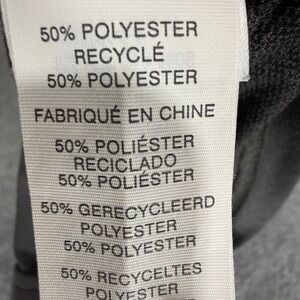 50% POLYESTER
RECYCLÉ
50% POLYESTER
FABRIQUÉ EN CHINE
50% POLIÉSTER
RECICLADO
50% POLIÉSTER
50% GERECYCLEERD
POLYESTER
50% POLYESTER
50% RECYCELTES
POLYESTER